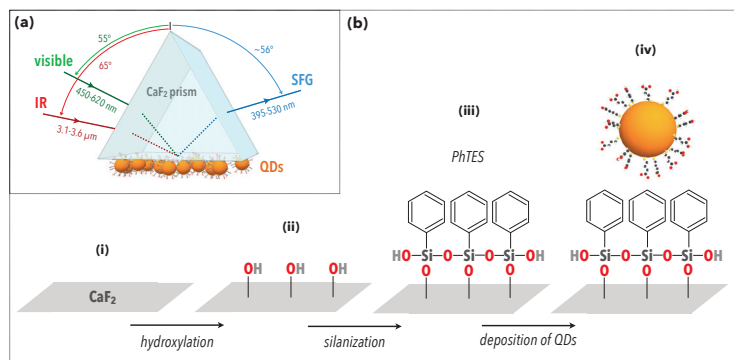 (a)
55°
65°
~56°
visible
450-620 nm
IR
3.1-3.6 µm
CaF2 prism
SFG
395-530 nm
QDs
(b)
(i)
CaF2
hydroxylation
(ii)
OH OH OH
silanization
(iii)
PhTES
HO-Si-O-Si-O-Si-OH
O O O
deposition of QDs
(iv)
HO-Si-O-Si-O-Si-OH
O O O